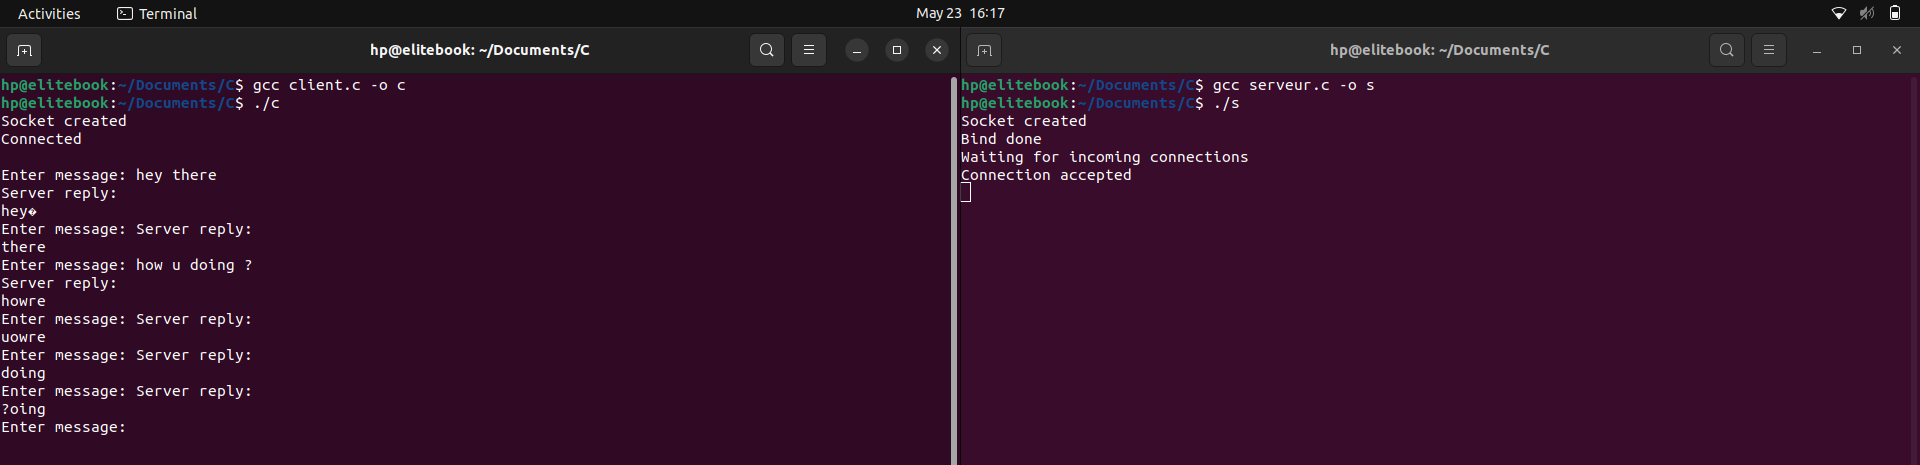 Activities Terminal May 23 16:17
hp@elitebook: ~/Documents/C
hp@elitebook:~/Documents/C$ gcc client.c -o c
hp@elitebook:~/Documents/C$ ./c
Socket created
Connected
Enter message: hey there
Server reply:
hey�
Enter message: Server reply:
there
Enter message: how u doing ?
Server reply:
howre
Enter message: Server reply:
uowre
Enter message: Server reply:
doing
Enter message: Server reply:
?oing
Enter message:
hp@elitebook: ~/Documents/C
hp@elitebook:~/Documents/C$ gcc serveur.c -o s
hp@elitebook:~/Documents/C$ ./s
Socket created
Bind done
Waiting for incoming connections
Connection accepted